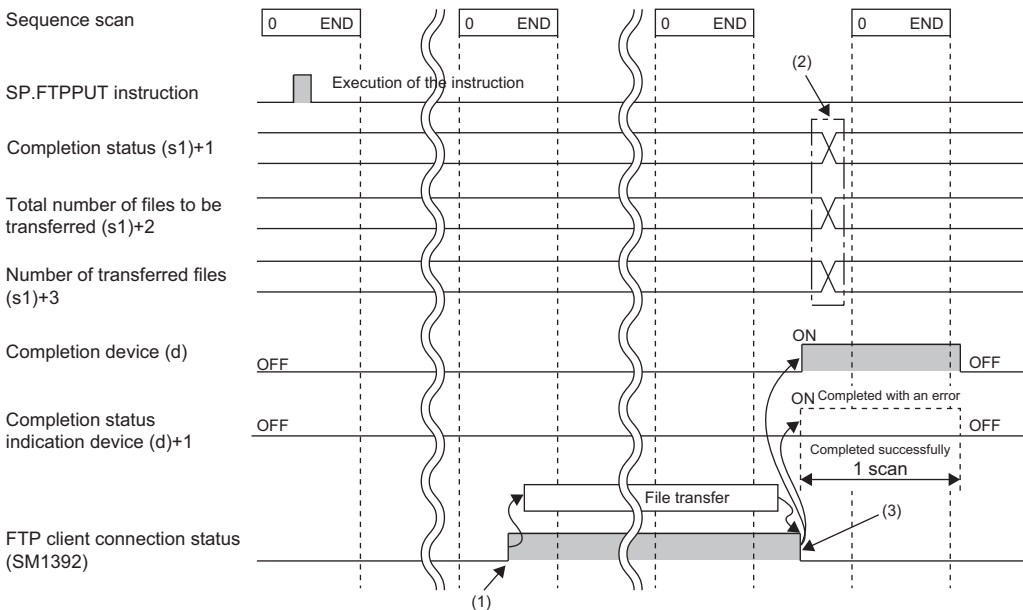 Sequence scan
0 END 0 END 0 END 0 END
(2)
SP.FTPPUT instruction
Execution of the instruction
Completion status (s1)+1
Total number of files to be
transferred (s1)+2
Number of transferred files
(s1)+3
Completion device (d)
OFF
ON
OFF
Completion status
indication device (d)+1
OFF
ON Completed with an error
OFF
Completed successfully
1 scan
File transfer
(3)
FTP client connection status
(SM1392)
(1)